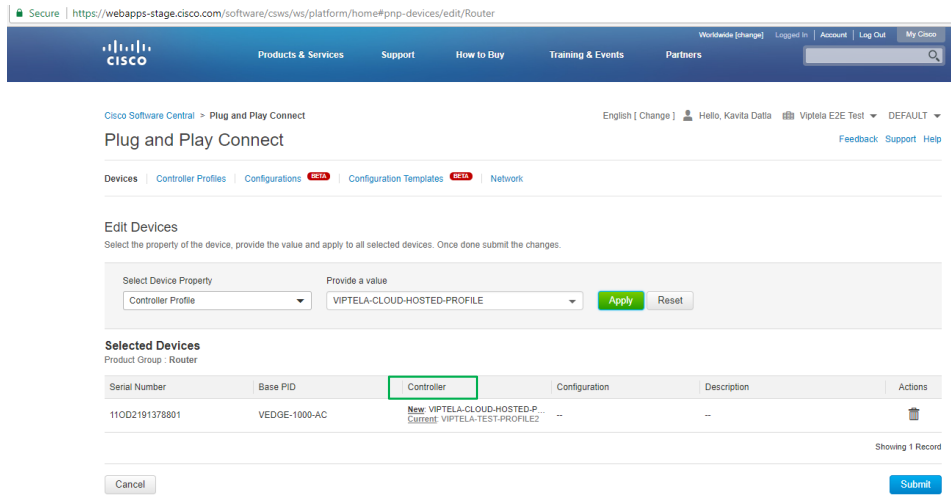 Secure | https://webapps-stage.cisco.com/software/csws/ws/platform/home#pnp-devices/edit/Router
Worldwide [change] Logged In | Account | Log Out My Cisco
CISCO
Products & Services Support How to Buy Training & Events Partners
Cisco Software Central > Plug and Play Connect
English [ Change ] Hello, Kavita Datla Viptela E2E Test DEFAULT
Plug and Play Connect
Feedback Support Help
Devices | Controller Profiles | Configurations BETA | Configuration Templates BETA | Network
Edit Devices
Select the property of the device, provide the value and apply to all selected devices. Once done submit the changes.
Select Device Property Provide a value
Controller Profile VIPTELA-CLOUD-HOSTED-PROFILE Apply Reset
Selected Devices
Product Group : Router
Serial Number Base PID Controller Configuration Description Actions
11OD2191378801 VEDGE-1000-AC New: VIPTELA-CLOUD-HOSTED-P... -- --
Current: VIPTELA-TEST-PROFILE2
Showing 1 Record
Cancel Submit